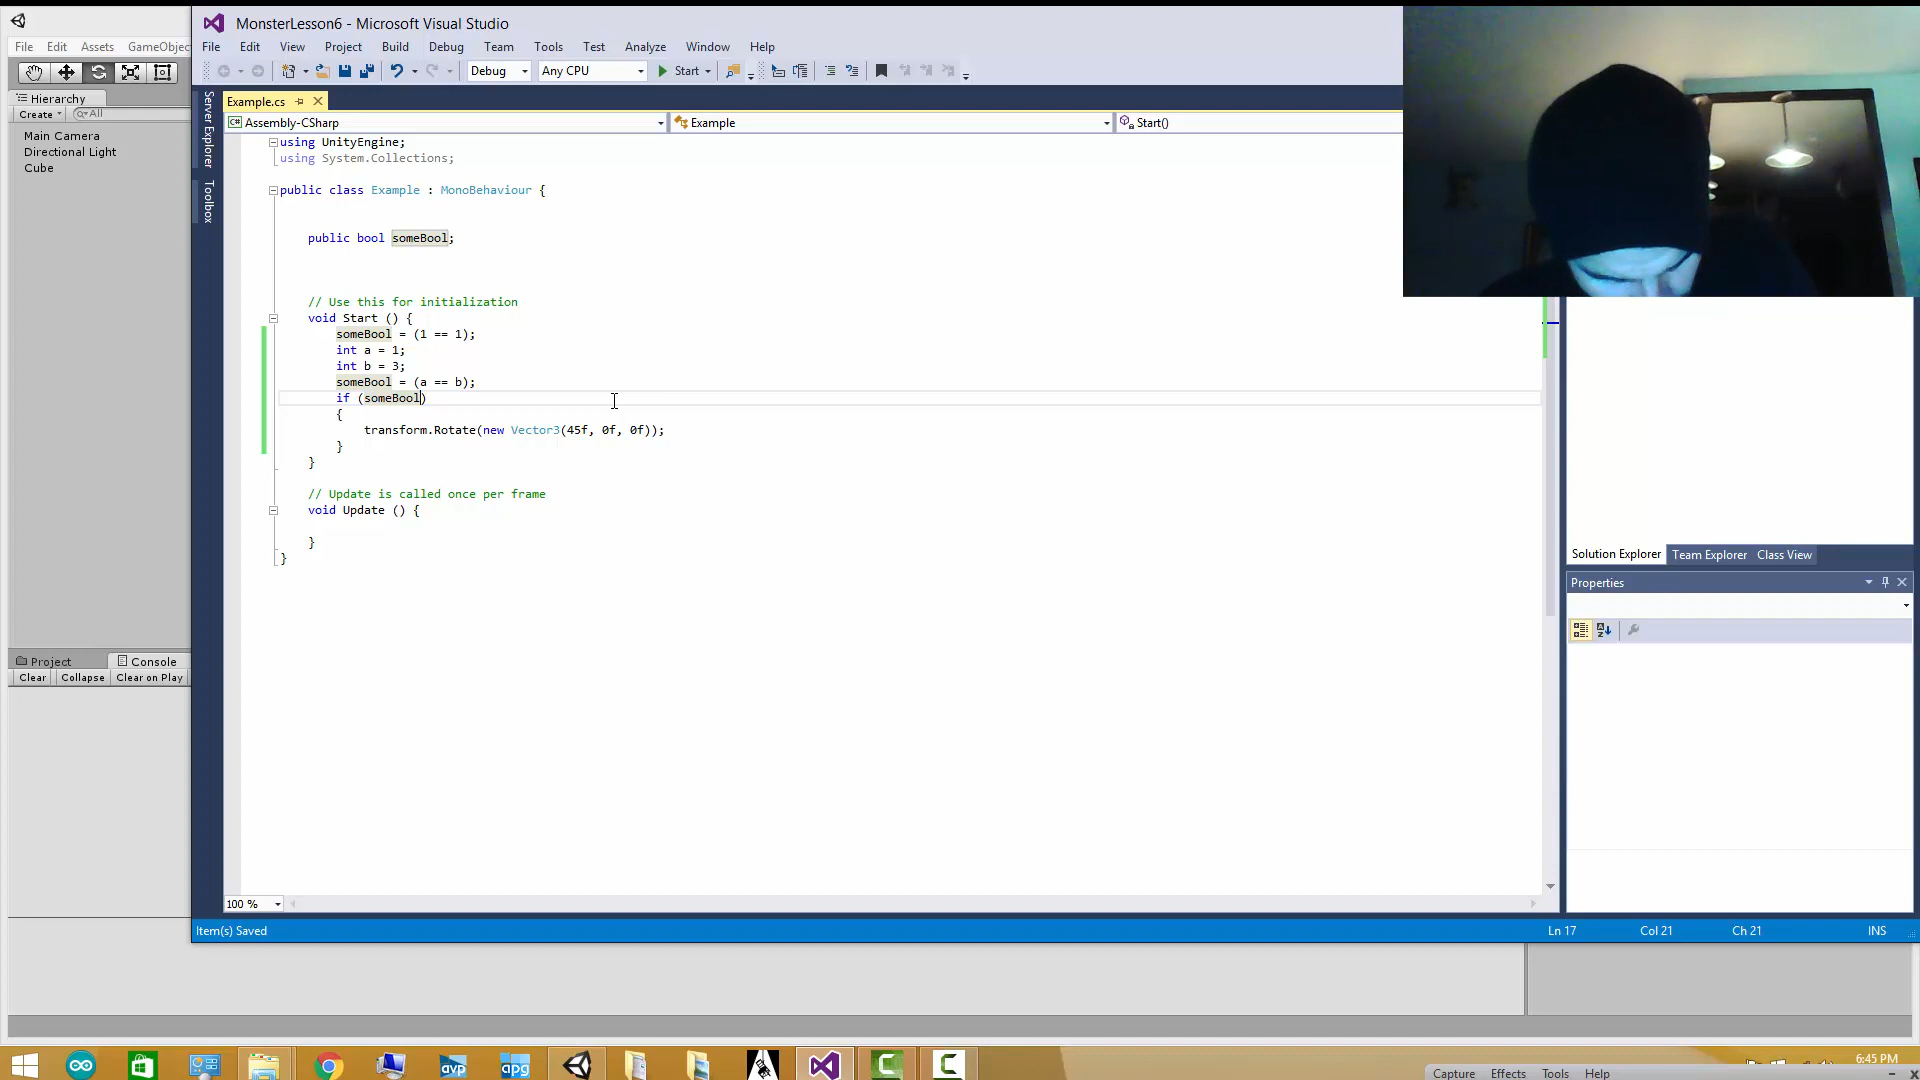 MonsterLesson6 - Microsoft Visual Studio
File Edit Assets GameObjec
File Edit View Project Build Debug Team Tools Test Analyze Window Help
Debug Any CPU Start
Hierarchy
Create All
Main Camera
Directional Light
Cube
Server Explorer
Toolbox
Example.cs
Assembly-CSharp Example Start()
using UnityEngine;
using System.Collections;
public class Example : MonoBehaviour {
public bool someBool;
// Use this for initialization
void Start () {
someBool = (1 == 1);
int a = 1;
int b = 3;
someBool = (a == b);
if (someBool)
{
transform.Rotate(new Vector3(45f, 0f, 0f));
}
}
// Update is called once per frame
void Update () {
}
}
Solution Explorer Team Explorer Class View
Properties
Project Console
Clear Collapse Clear on Play
100 %
Item(s) Saved Ln 17 Col 21 Ch 21 INS
avp apg
6:45 PM
Capture Effects Tools Help